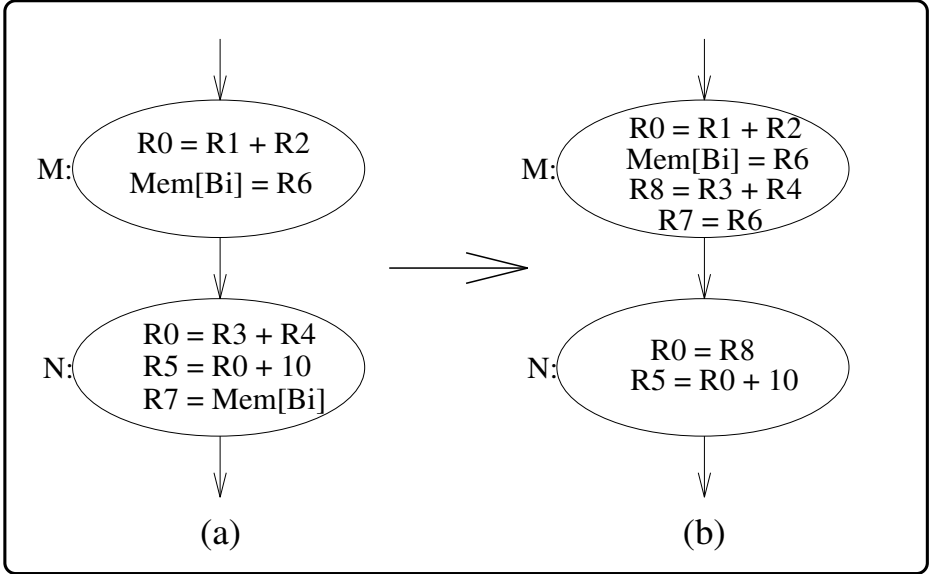 M:
R0 = R1 + R2
Mem[Bi] = R6
N:
R0 = R3 + R4
R5 = R0 + 10
R7 = Mem[Bi]
(a)
M:
R0 = R1 + R2
Mem[Bi] = R6
R8 = R3 + R4
R7 = R6
N:
R0 = R8
R5 = R0 + 10
(b)